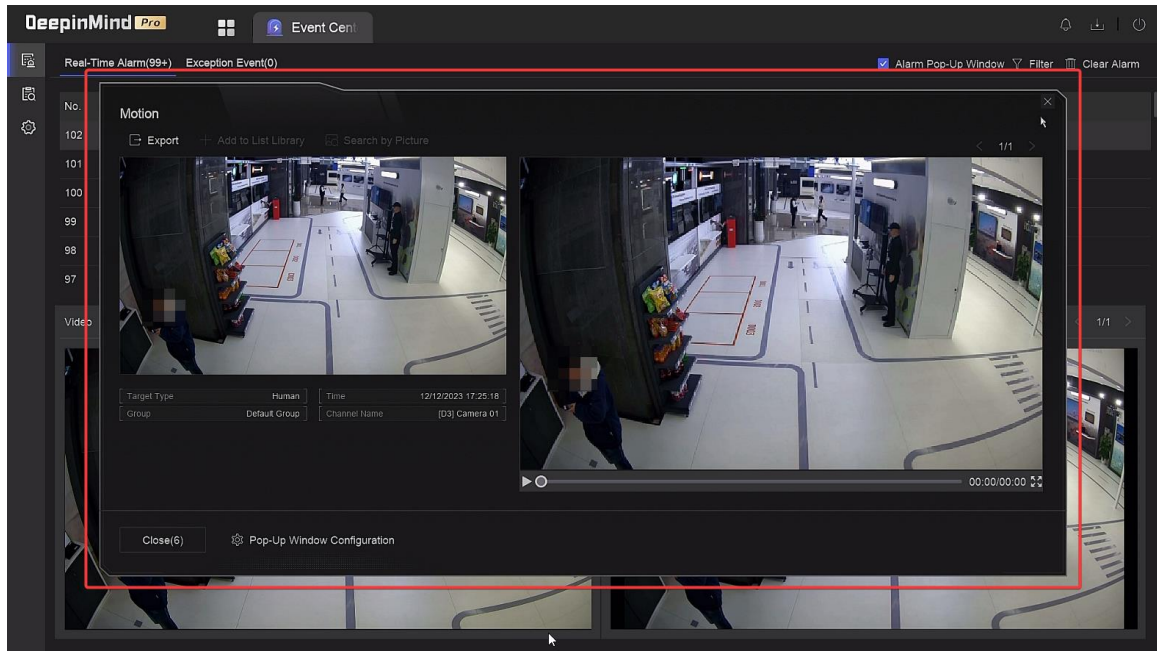 DeepinMind Pro
Event Cent
Real-Time Alarm(99+) Exception Event(0)
Alarm Pop-Up Window Filter Clear Alarm
No.
Motion
102
Export Add to List Library Search by Picture
1/1
101
100
99
98
97
Video
1/1
Target Type Human Time 12/12/2023 17:25:18
Group Default Group Channel Name [D3] Camera 01
00:00/00:00
Close(6) Pop-Up Window Configuration